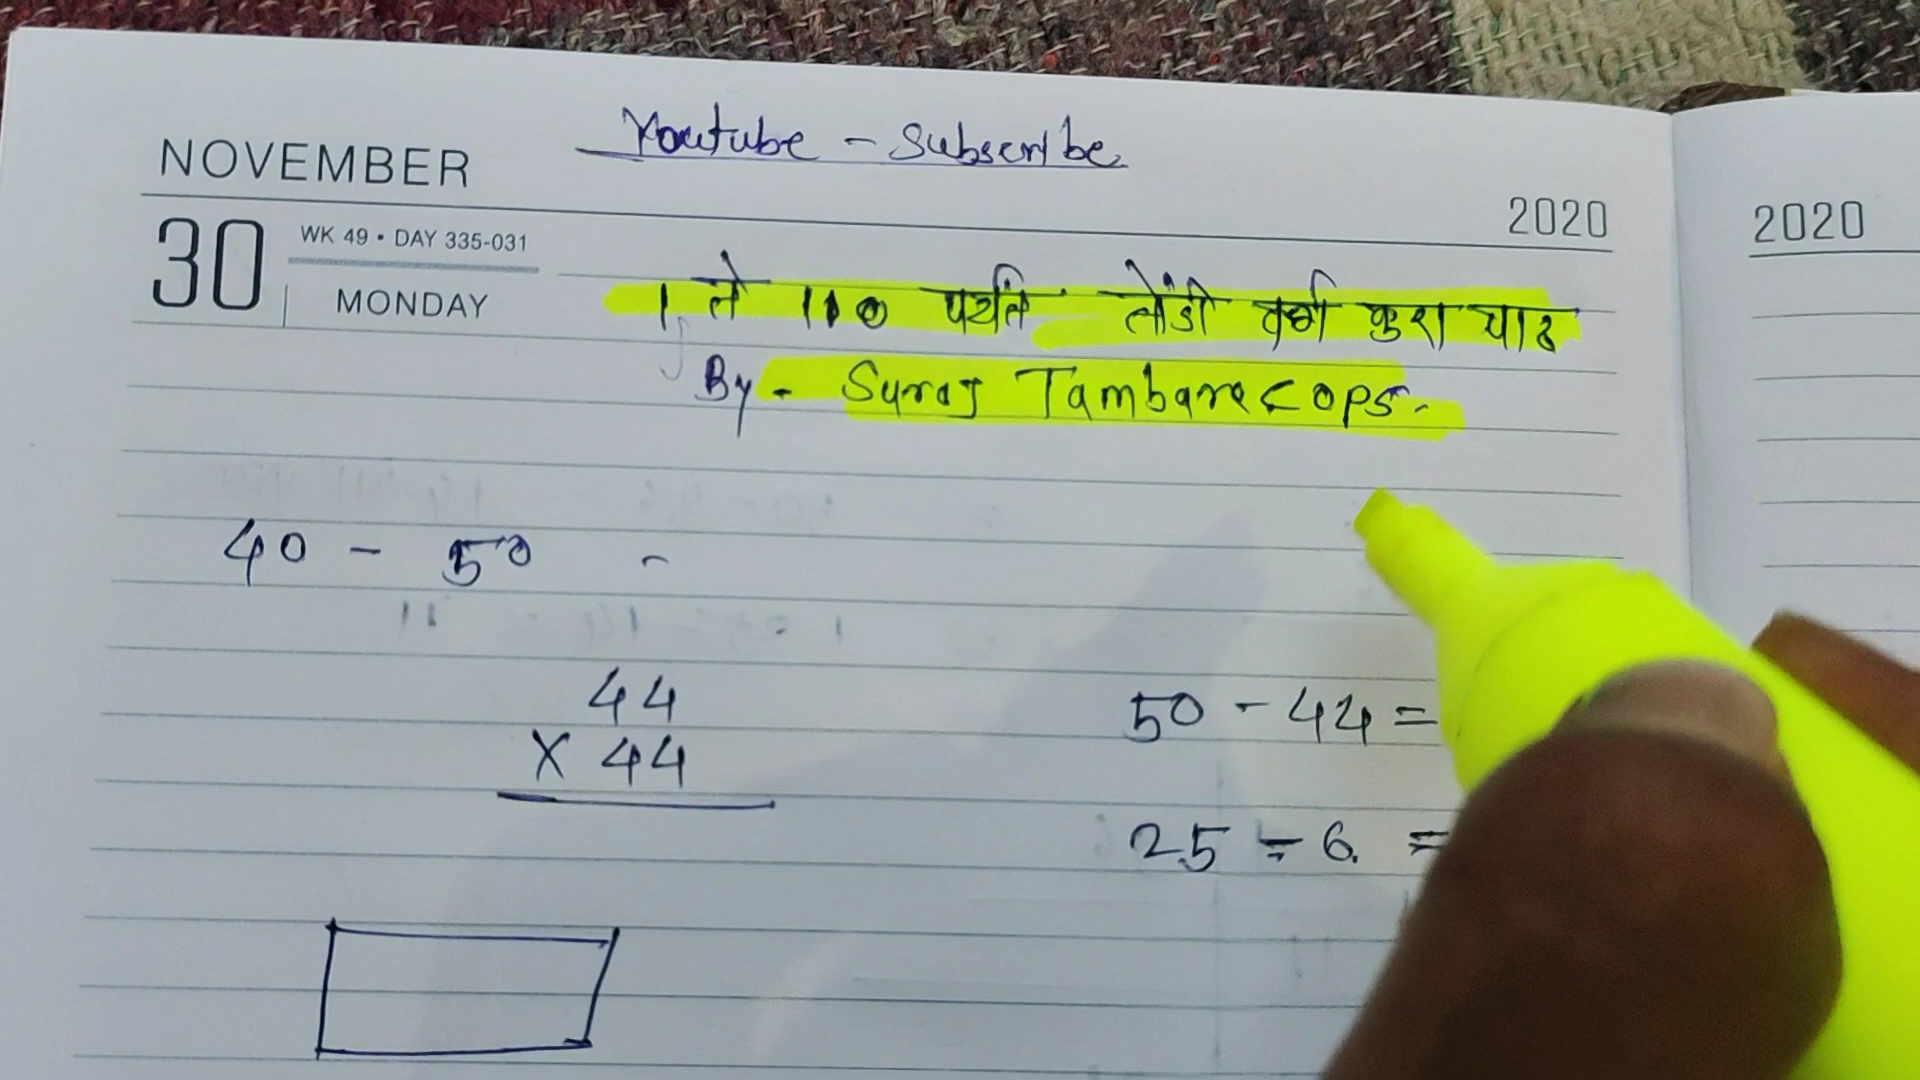 Youtube - Subscribe
NOVEMBER
2020
2020
30
WK 49 • DAY 335-031
MONDAY
1 ते 110 पर्यंत तोंडी वर्ग
By - Suraj Tambare Cops.
40 - 50 -
44
50 - 44 =
X 44
25 - 6. =